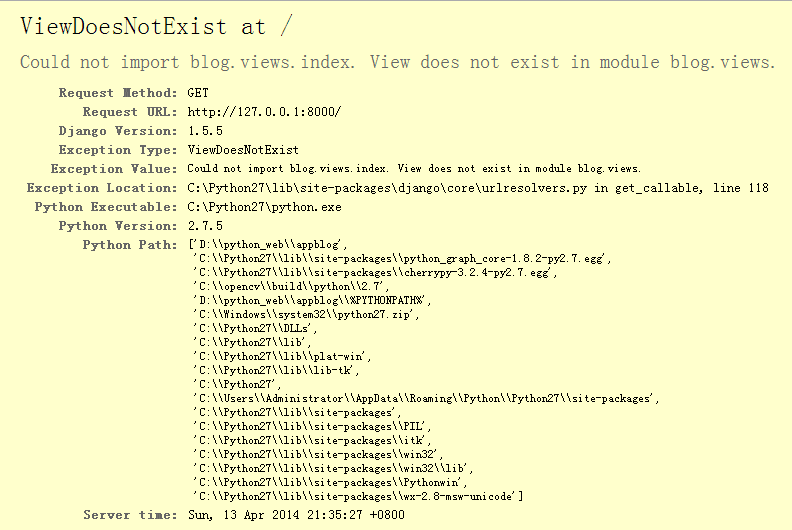 ViewDoesNotExist at /
Could not import blog.views.index. View does not exist in module blog.views.
Request Method: GET
Request URL: http://127.0.0.1:8000/
Django Version: 1.5.5
Exception Type: ViewDoesNotExist
Exception Value: Could not import blog.views.index. View does not exist in module blog.views.
Exception Location: C:\Python27\lib\site-packages\django\core\urlresolvers.py in get_callable, line 118
Python Executable: C:\Python27\python.exe
Python Version: 2.7.5
Python Path: ['D:\\python_web\\appblog',
'C:\\Python27\\lib\\site-packages\\python_graph_core-1.8.2-py2.7.egg',
'C:\\Python27\\lib\\site-packages\\cherrypy-3.2.4-py2.7.egg',
'C:\\opencv\\build\\python\\2.7',
'D:\\python_web\\appblog\\%PYTHONPATH%',
'C:\\Windows\\system32\\python27.zip',
'C:\\Python27\\DLLs',
'C:\\Python27\\lib',
'C:\\Python27\\lib\\plat-win',
'C:\\Python27\\lib\\lib-tk',
'C:\\Python27',
'C:\\Users\\Administrator\\AppData\\Roaming\\Python\\Python27\\site-packages',
'C:\\Python27\\lib\\site-packages',
'C:\\Python27\\lib\\site-packages\\PIL',
'C:\\Python27\\lib\\site-packages\\itk',
'C:\\Python27\\lib\\site-packages\\win32',
'C:\\Python27\\lib\\site-packages\\win32\\lib',
'C:\\Python27\\lib\\site-packages\\Pythonwin',
'C:\\Python27\\lib\\site-packages\\wx-2.8-msw-unicode']
Server time: Sun, 13 Apr 2014 21:35:27 +0800